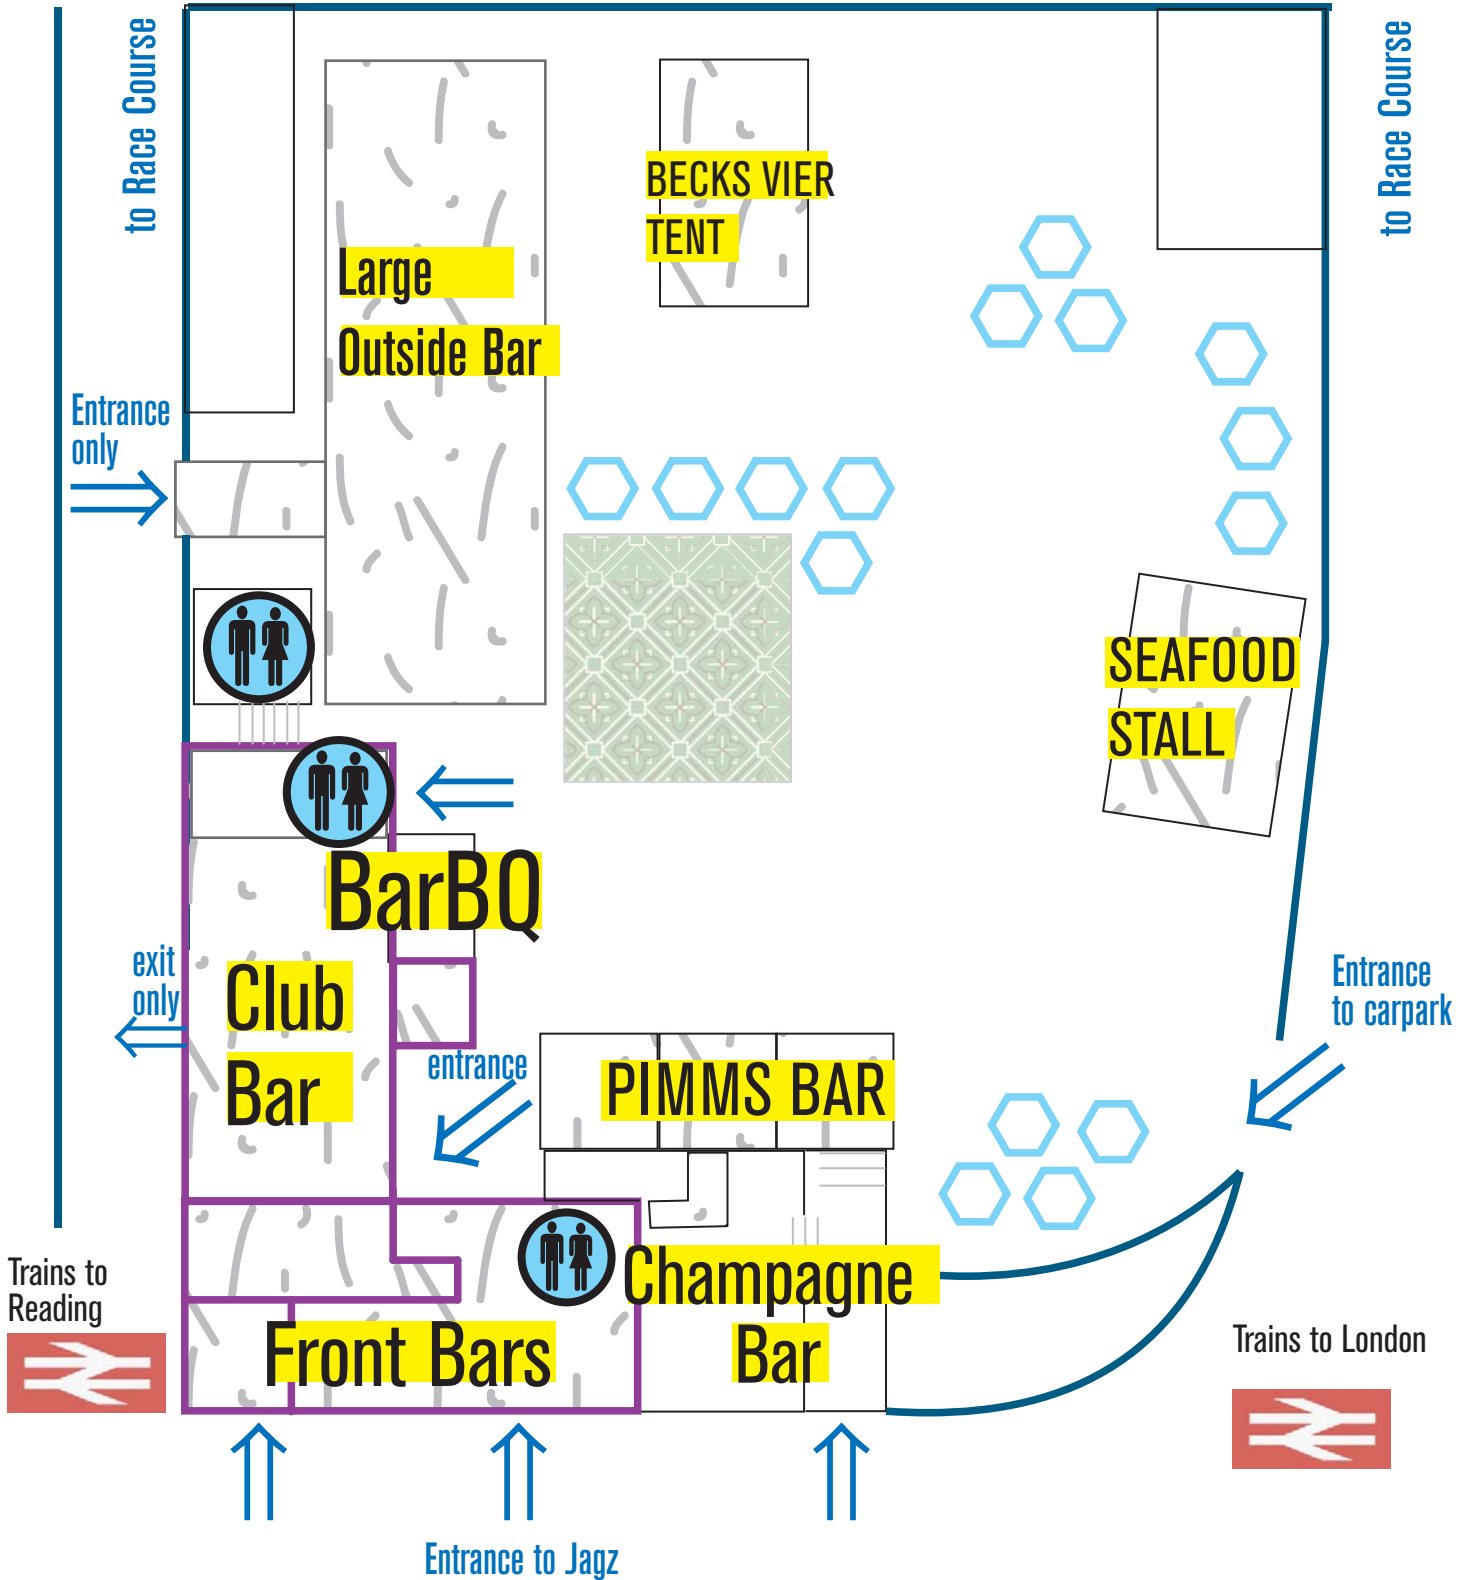 to Race Course
to Race Course
BECKS VIER
TENT
Large
Outside Bar
Entrance
only
SEAFOOD
STALL
BarBQ
exit
only
Club
Bar
Entrance
to carpark
entrance
PIMMS BAR
Champagne
Bar
Trains to
Reading
Front Bars
Trains to London
Entrance to Jagz